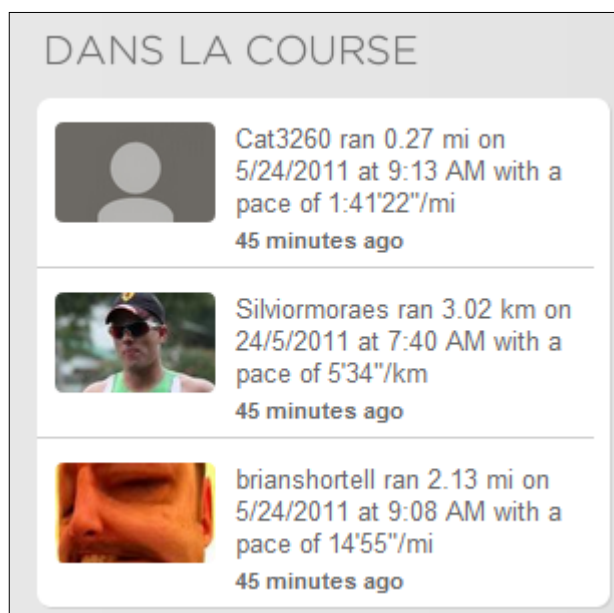 DANS LA COURSE
Cat3260 ran 0.27 mi on
5/24/2011 at 9:13 AM with a
pace of 1:41'22"/mi
45 minutes ago
Silviormoraes ran 3.02 km on
24/5/2011 at 7:40 AM with a
pace of 5'34"/km
45 minutes ago
brianshortell ran 2.13 mi on
5/24/2011 at 9:08 AM with a
pace of 14'55"/mi
45 minutes ago